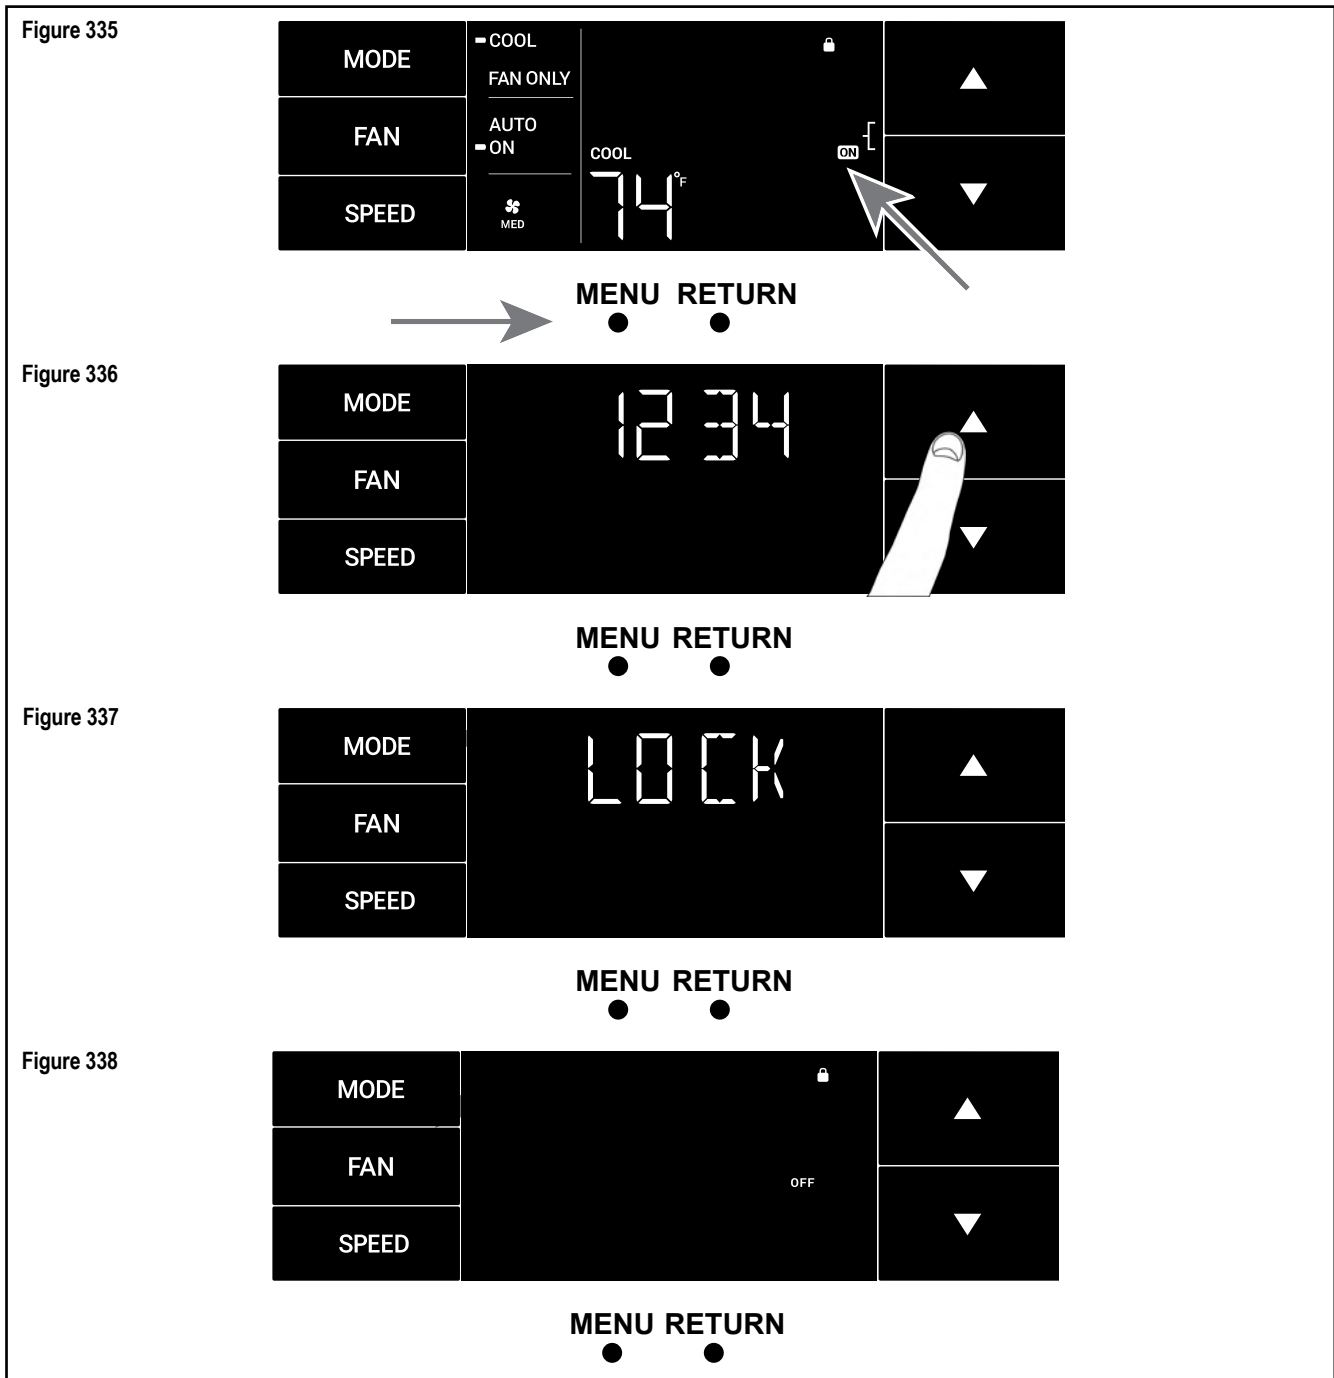 Figure 335
MODE
FAN
SPEED
COOL
FAN ONLY
AUTO
ON
MED
COOL
74°F
ON
MENU RETURN
Figure 336
MODE
FAN
SPEED
1234
MENU RETURN
Figure 337
MODE
FAN
SPEED
LOCK
MENU RETURN
Figure 338
MODE
FAN
SPEED
OFF
MENU RETURN